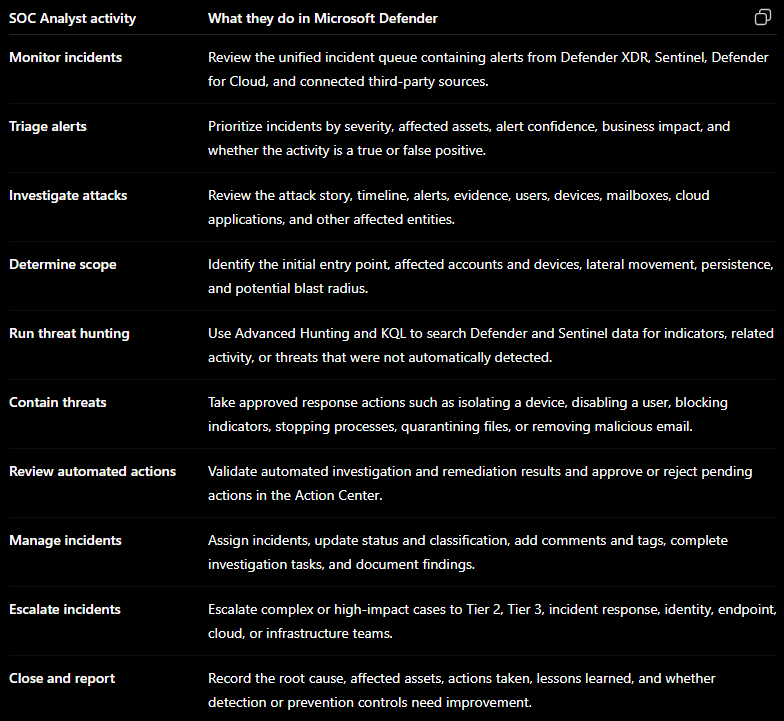 SOC Analyst activity What they do in Microsoft Defender
Monitor incidents Review the unified incident queue containing alerts from Defender XDR, Sentinel, Defender
for Cloud, and connected third-party sources.
Triage alerts Prioritize incidents by severity, affected assets, alert confidence, business impact, and
whether the activity is a true or false positive.
Investigate attacks Review the attack story, timeline, alerts, evidence, users, devices, mailboxes, cloud
applications, and other affected entities.
Determine scope Identify the initial entry point, affected accounts and devices, lateral movement, persistence,
and potential blast radius.
Run threat hunting Use Advanced Hunting and KQL to search Defender and Sentinel data for indicators, related
activity, or threats that were not automatically detected.
Contain threats Take approved response actions such as isolating a device, disabling a user, blocking
indicators, stopping processes, quarantining files, or removing malicious email.
Review automated actions Validate automated investigation and remediation results and approve or reject pending
actions in the Action Center.
Manage incidents Assign incidents, update status and classification, add comments and tags, complete
investigation tasks, and document findings.
Escalate incidents Escalate complex or high-impact cases to Tier 2, Tier 3, incident response, identity, endpoint,
cloud, or infrastructure teams.
Close and report Record the root cause, affected assets, actions taken, lessons learned, and whether
detection or prevention controls need improvement.